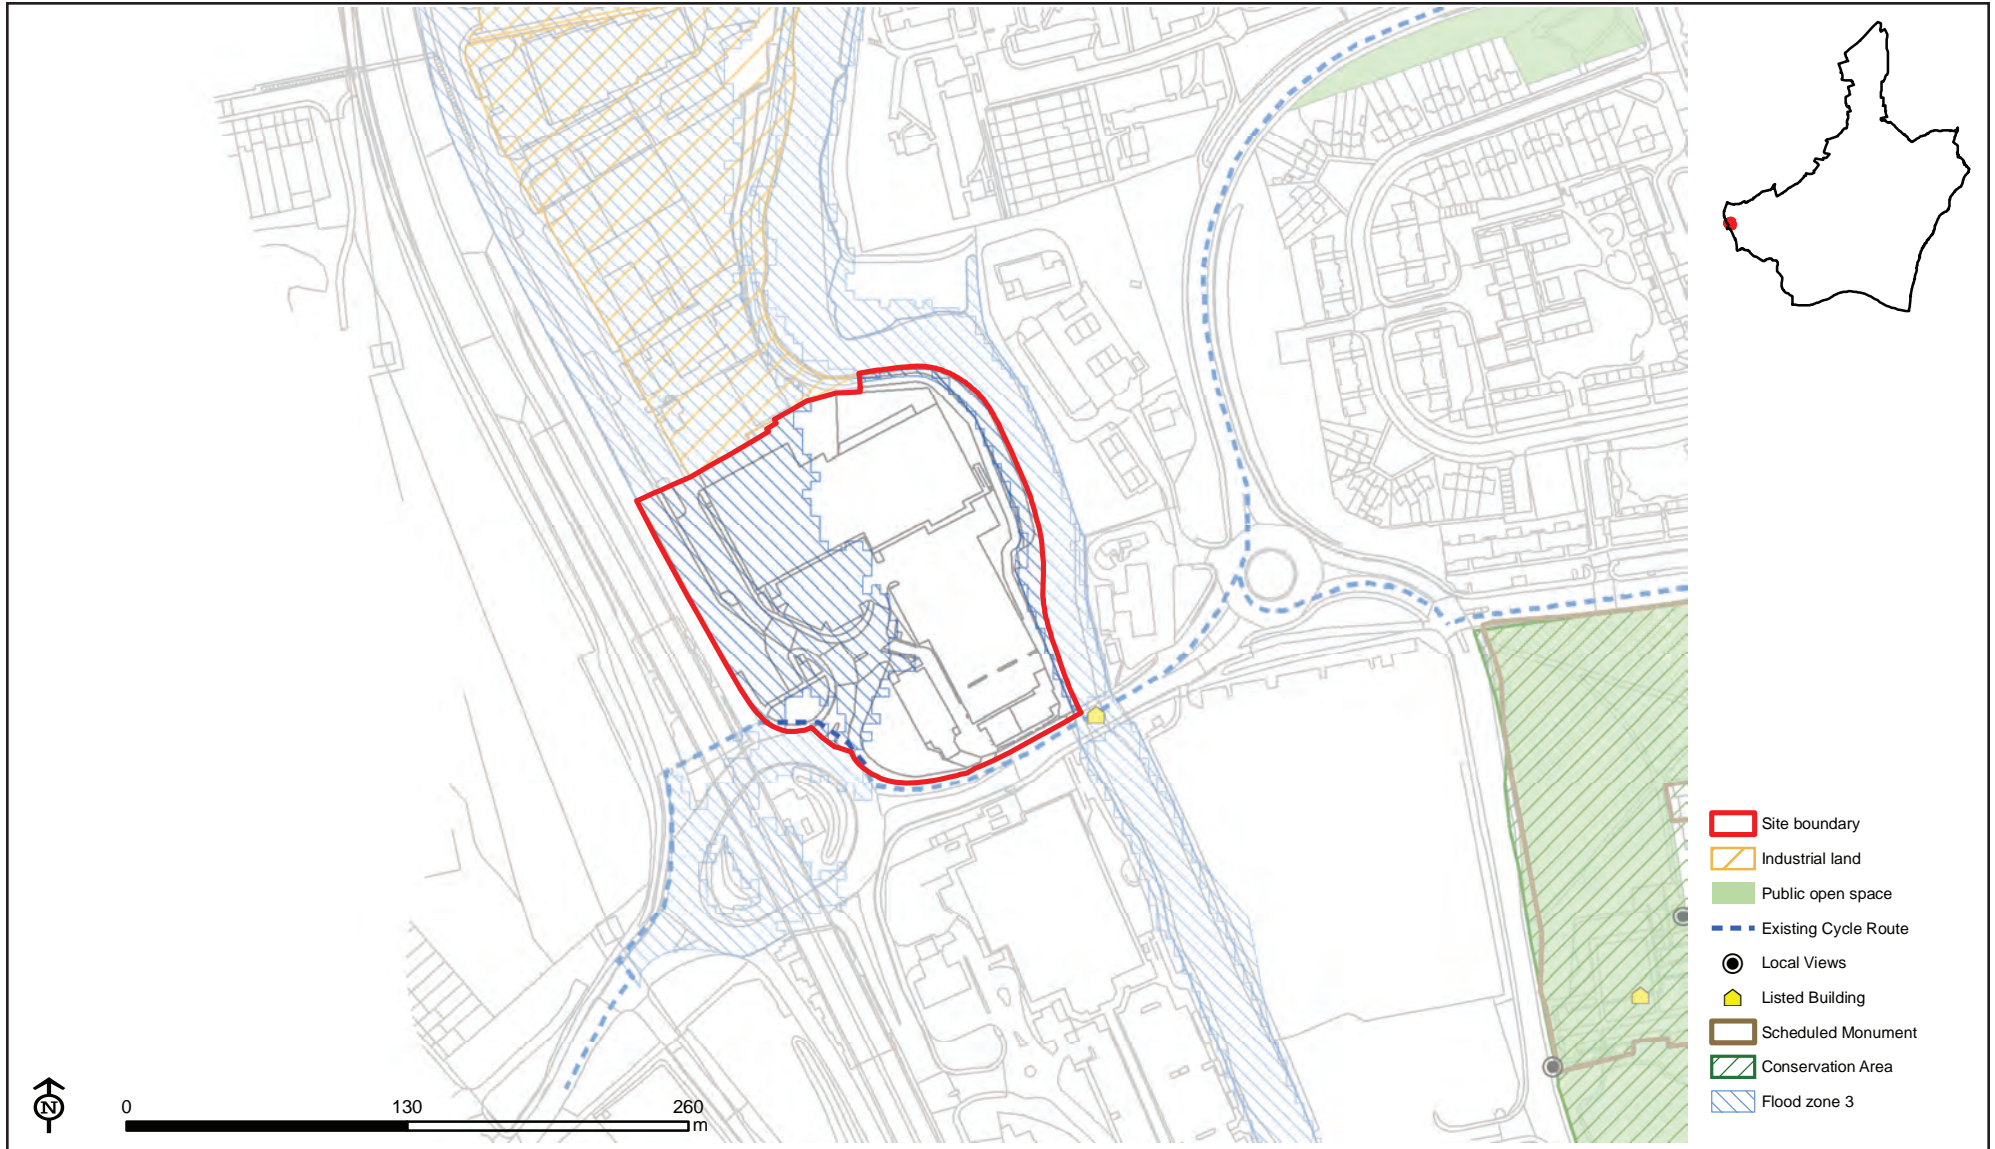 Site boundary
Industrial land
Public open space
Existing Cycle Route
Local Views
Listed Building
Scheduled Monument
Conservation Area
Flood zone 3
N
0 130 260
m